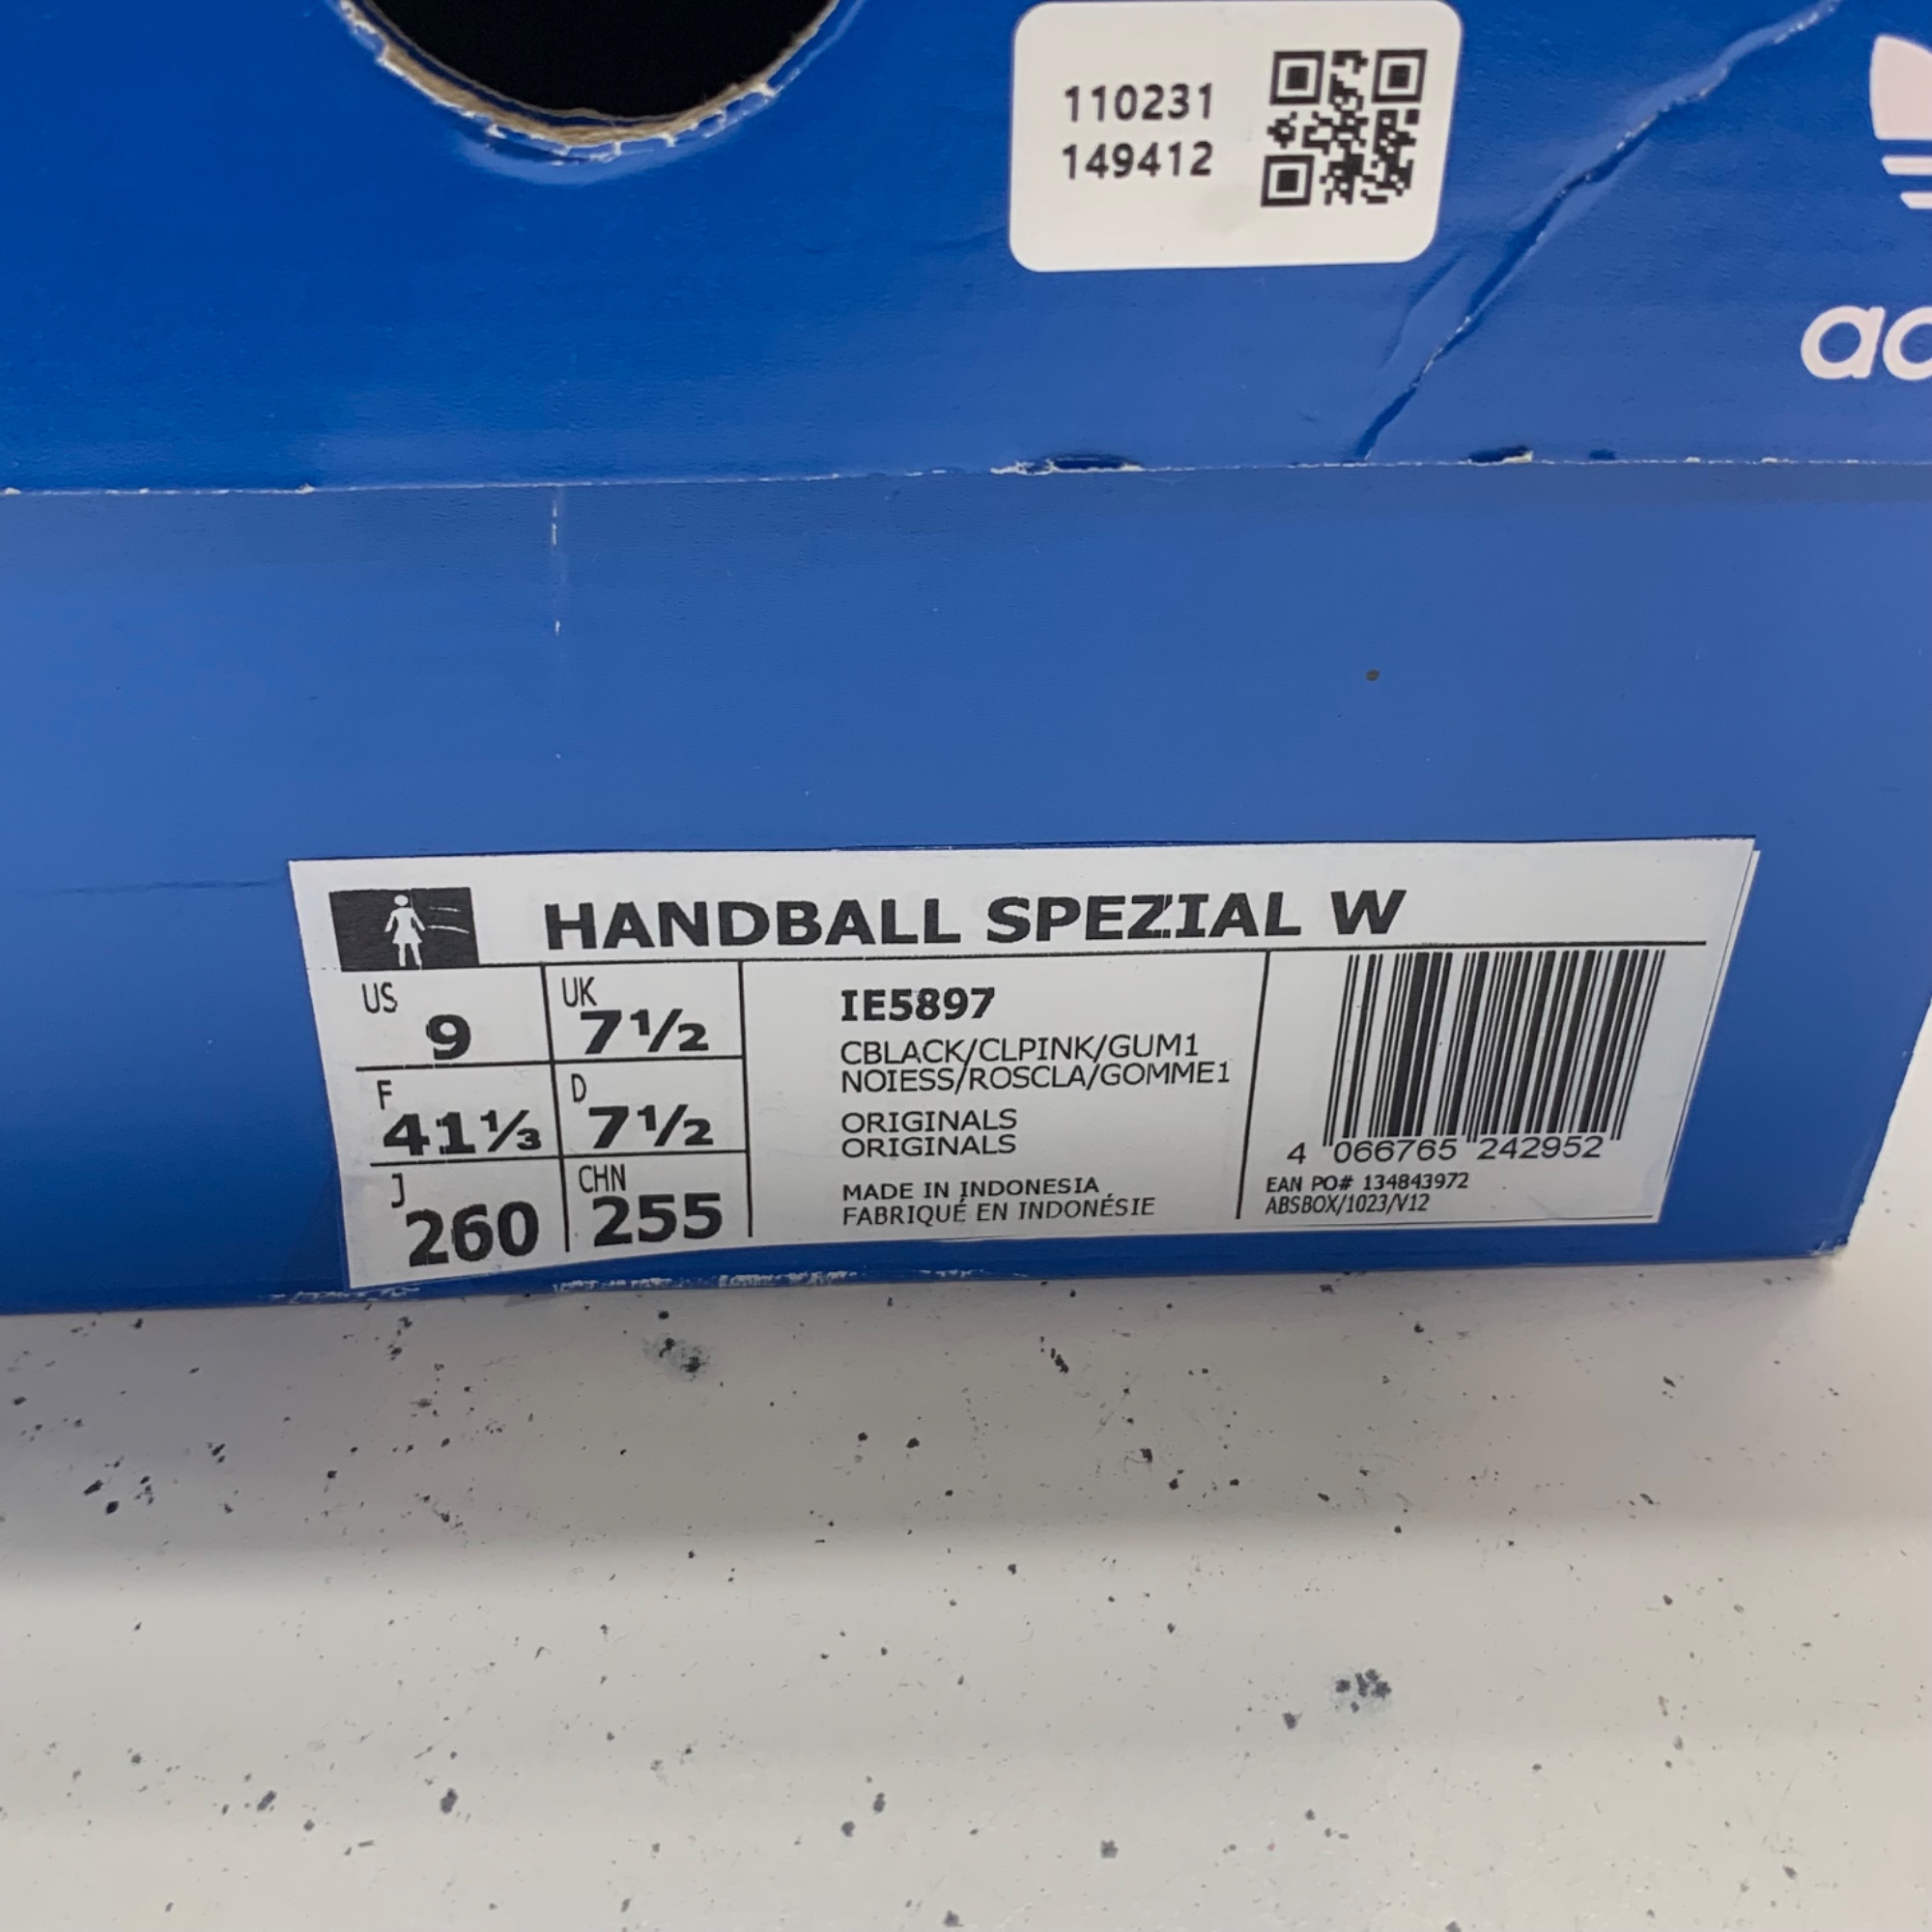 110231
149412
HANDBALL SPEZIAL W
US
9
UK
7½
F
41⅓
D
7½
J
260
CHN
255
IE5897
CBLACK/CLPINK/GUM1
NOIESS/ROSCLA/GOMME1
ORIGINALS
ORIGINALS
MADE IN INDONESIA
FABRIQUÉ EN INDONÉSIE
4 066765 242952
EAN PO# 134843972
ABSBOX/1023/V12